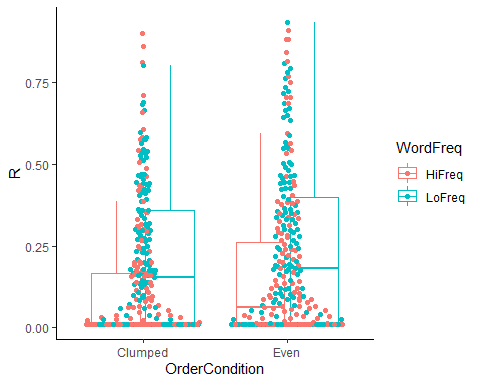 0.75
0.50
0.25
0.00
R
Clumped
Even
OrderCondition
WordFreq
HiFreq
LoFreq